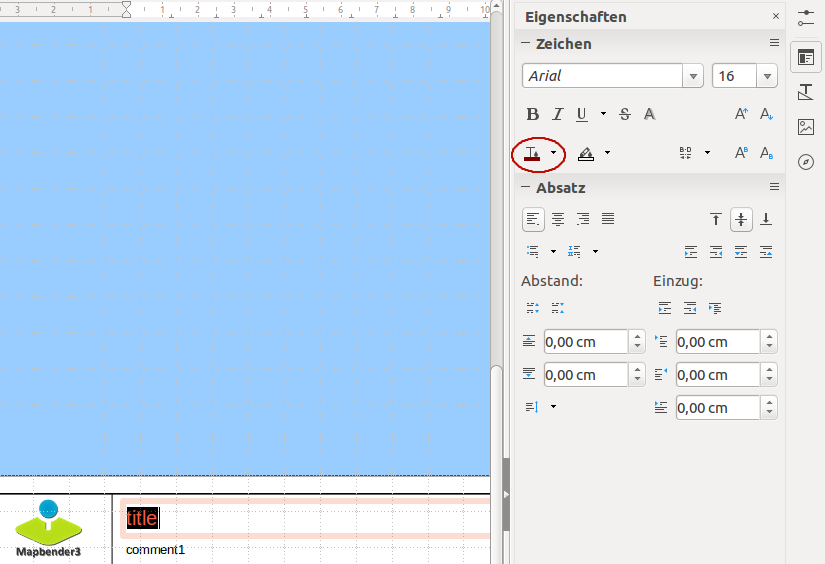 3 2 1 1 2 3 4 5 6 7 8 9 10
Eigenschaften
Zeichen
Arial 16
B I U S A A A
B·D A B A B
Absatz
Abstand: Einzug:
0,00 cm 0,00 cm
0,00 cm 0,00 cm
0,00 cm
title
comment1
Mapbender3